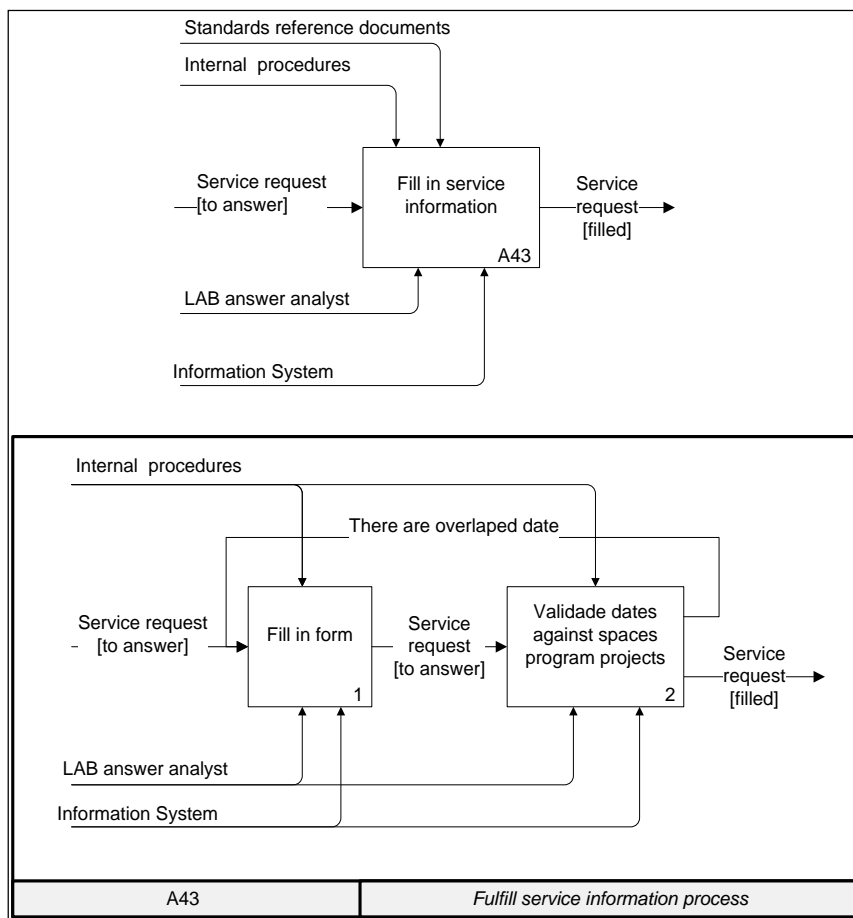 Standards reference documents
Internal procedures
Service request
[to answer]
Fill in service
information
A43
Service
request
[filled]
LAB answer analyst
Information System
Internal procedures
There are overlaped date
Service request
[to answer]
Fill in form
1
Service
request
[to answer]
Validade dates
against spaces
program projects
2
Service
request
[filled]
LAB answer analyst
Information System
A43
Fulfill service information process